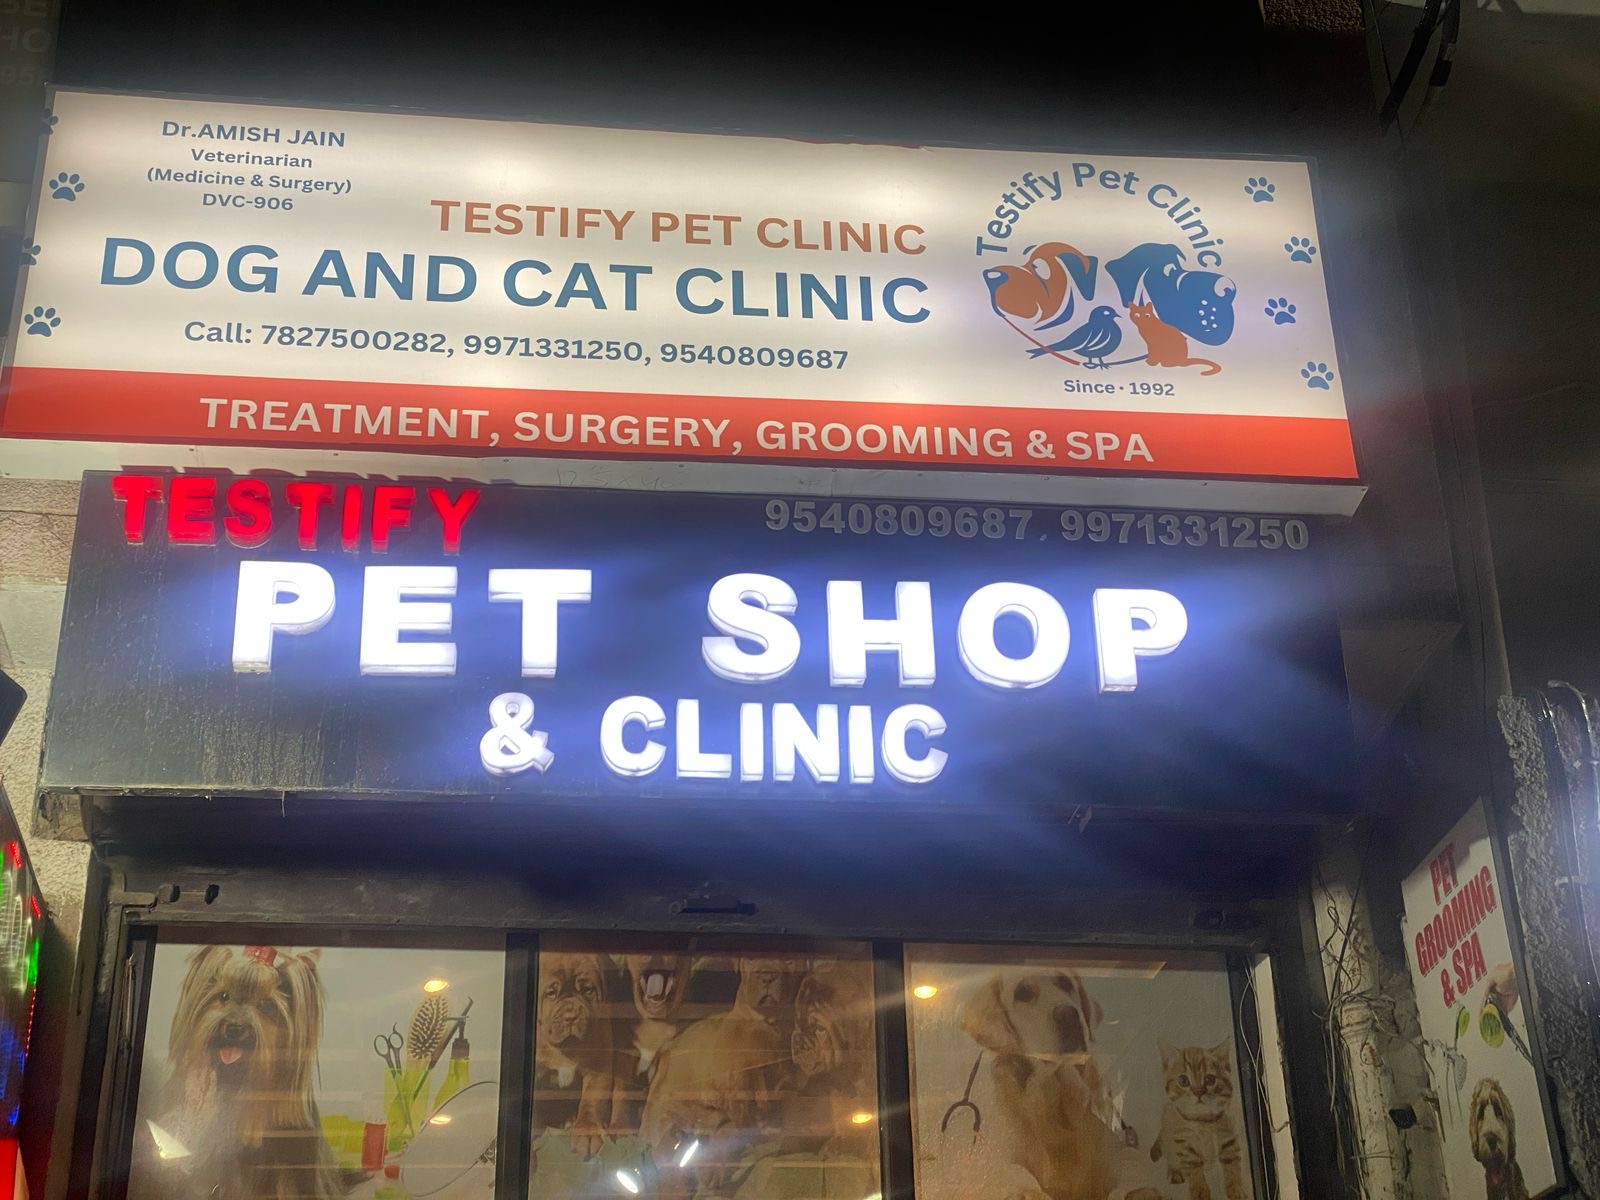 Dr.AMISH JAIN
Veterinarian
(Medicine & Surgery)
DVC-906
TESTIFY PET CLINIC
DOG AND CAT CLINIC
Call: 7827500282, 9971331250, 9540809687
Testify Pet Clinic
Since · 1992
TREATMENT, SURGERY, GROOMING & SPA
TESTIFY
9540809687, 9971331250
PET SHOP
& CLINIC
PET
GROOMING
& SPA